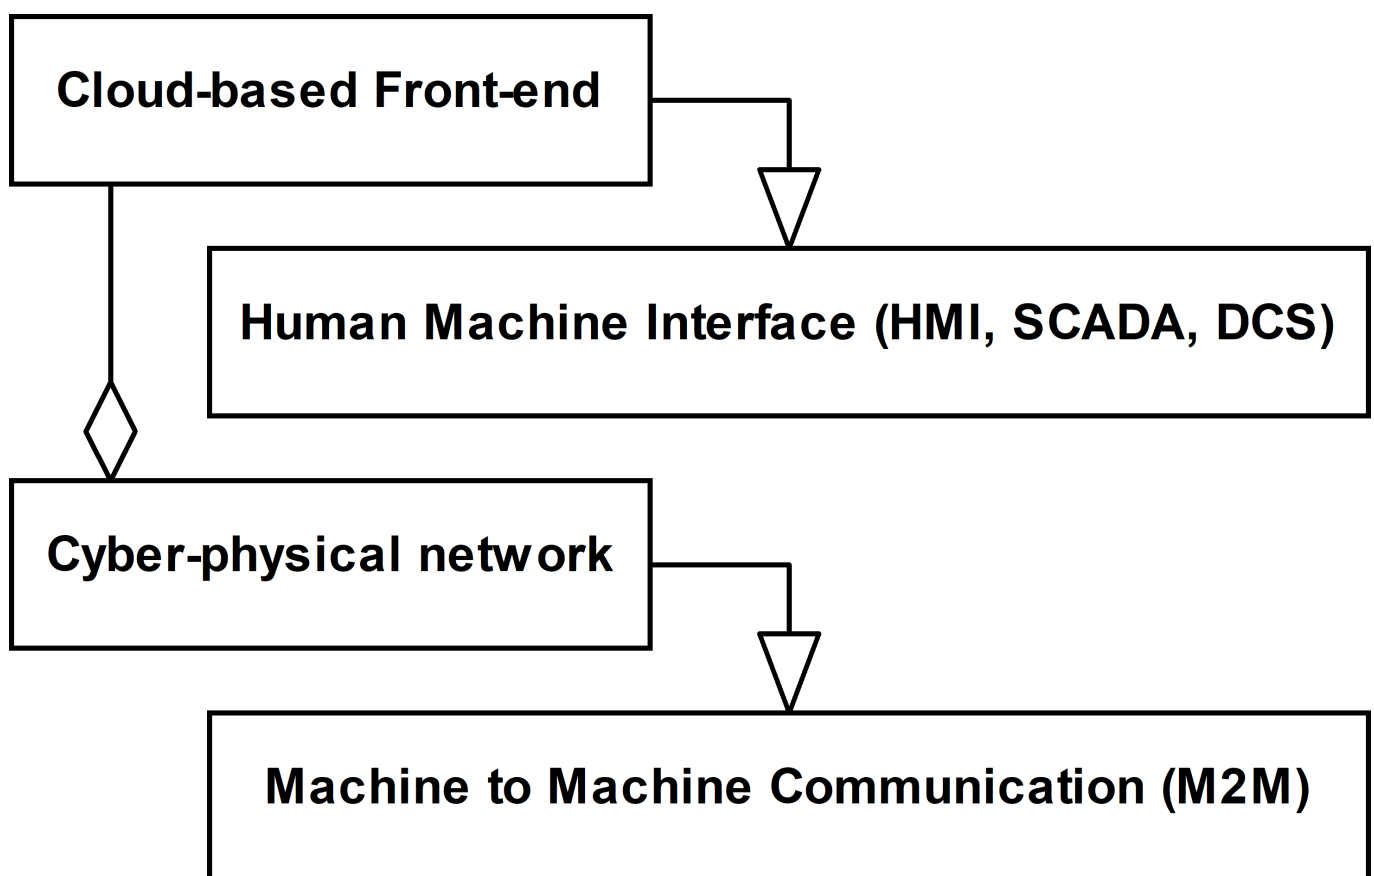 Cloud-based Front-end
Human Machine Interface (HMI, SCADA, DCS)
Cyber-physical network
Machine to Machine Communication (M2M)